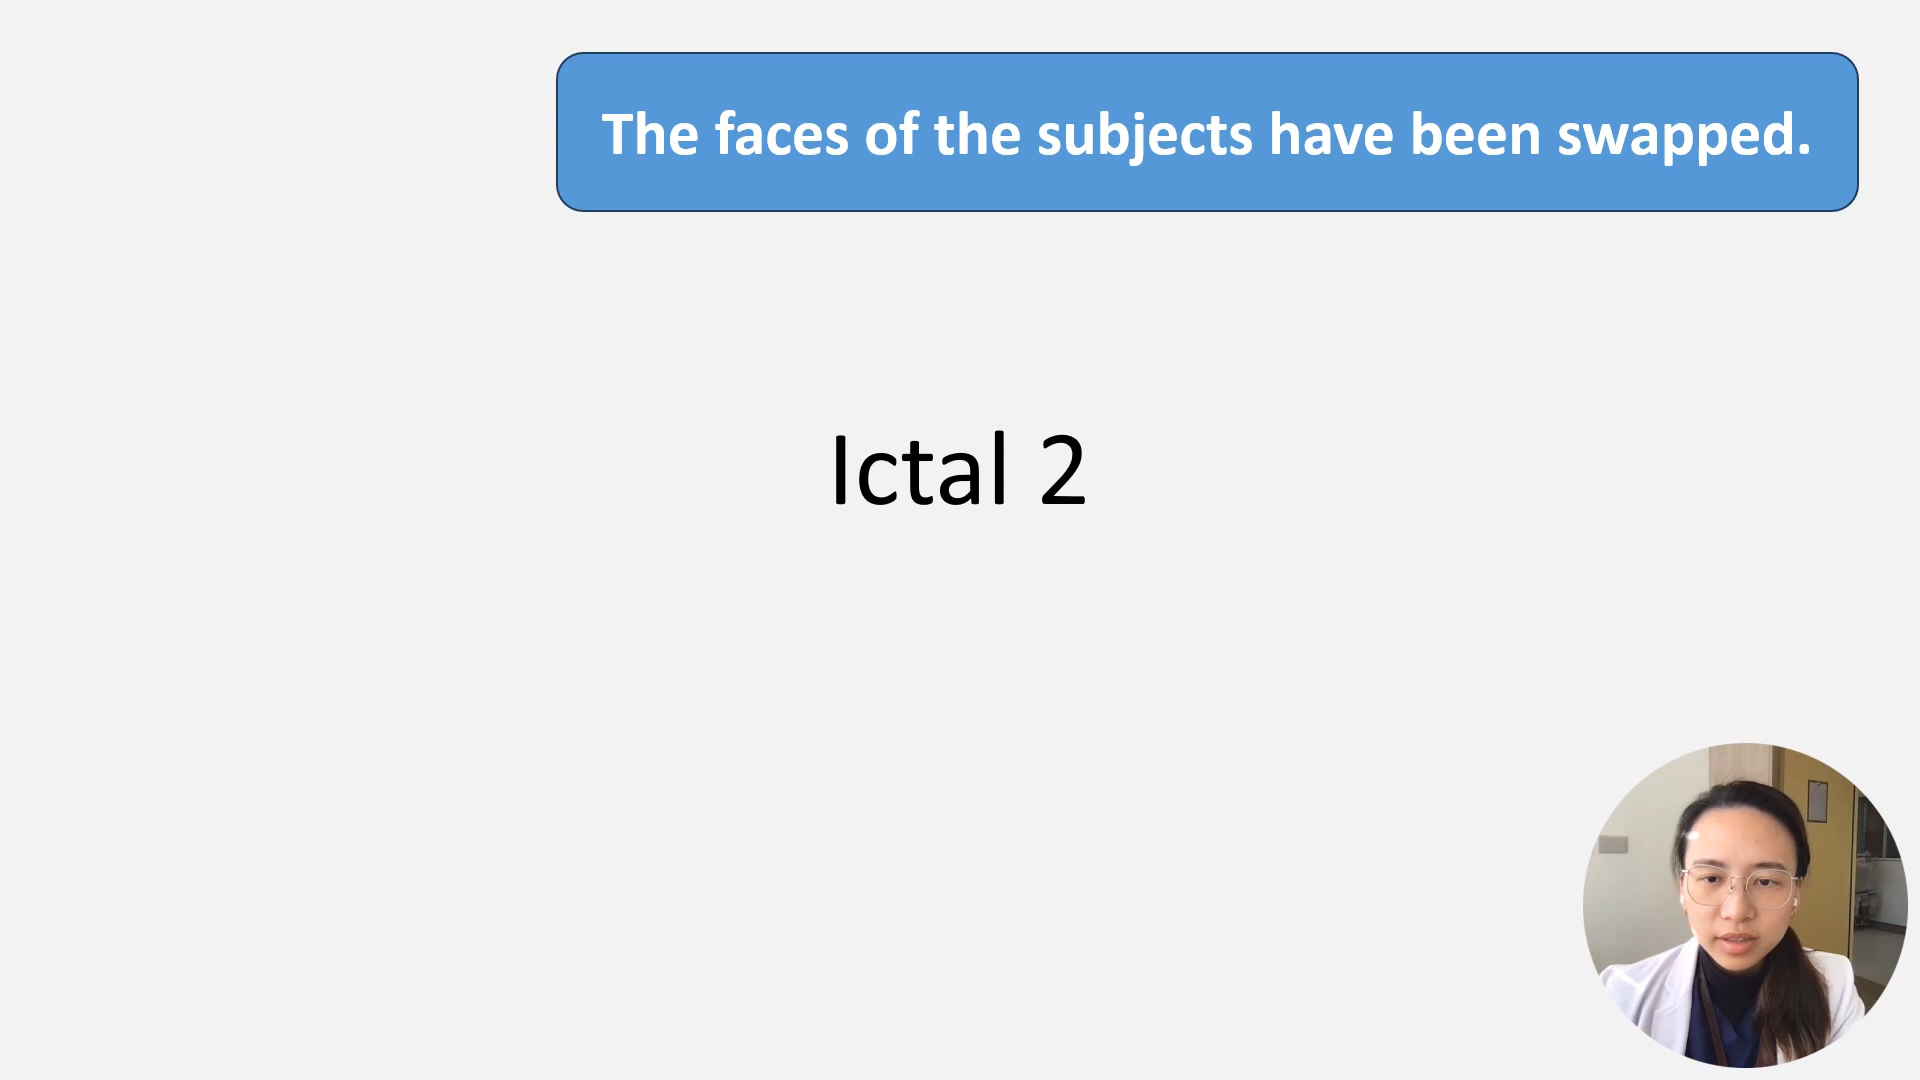 The faces of the subjects have been swapped.
Ictal 2